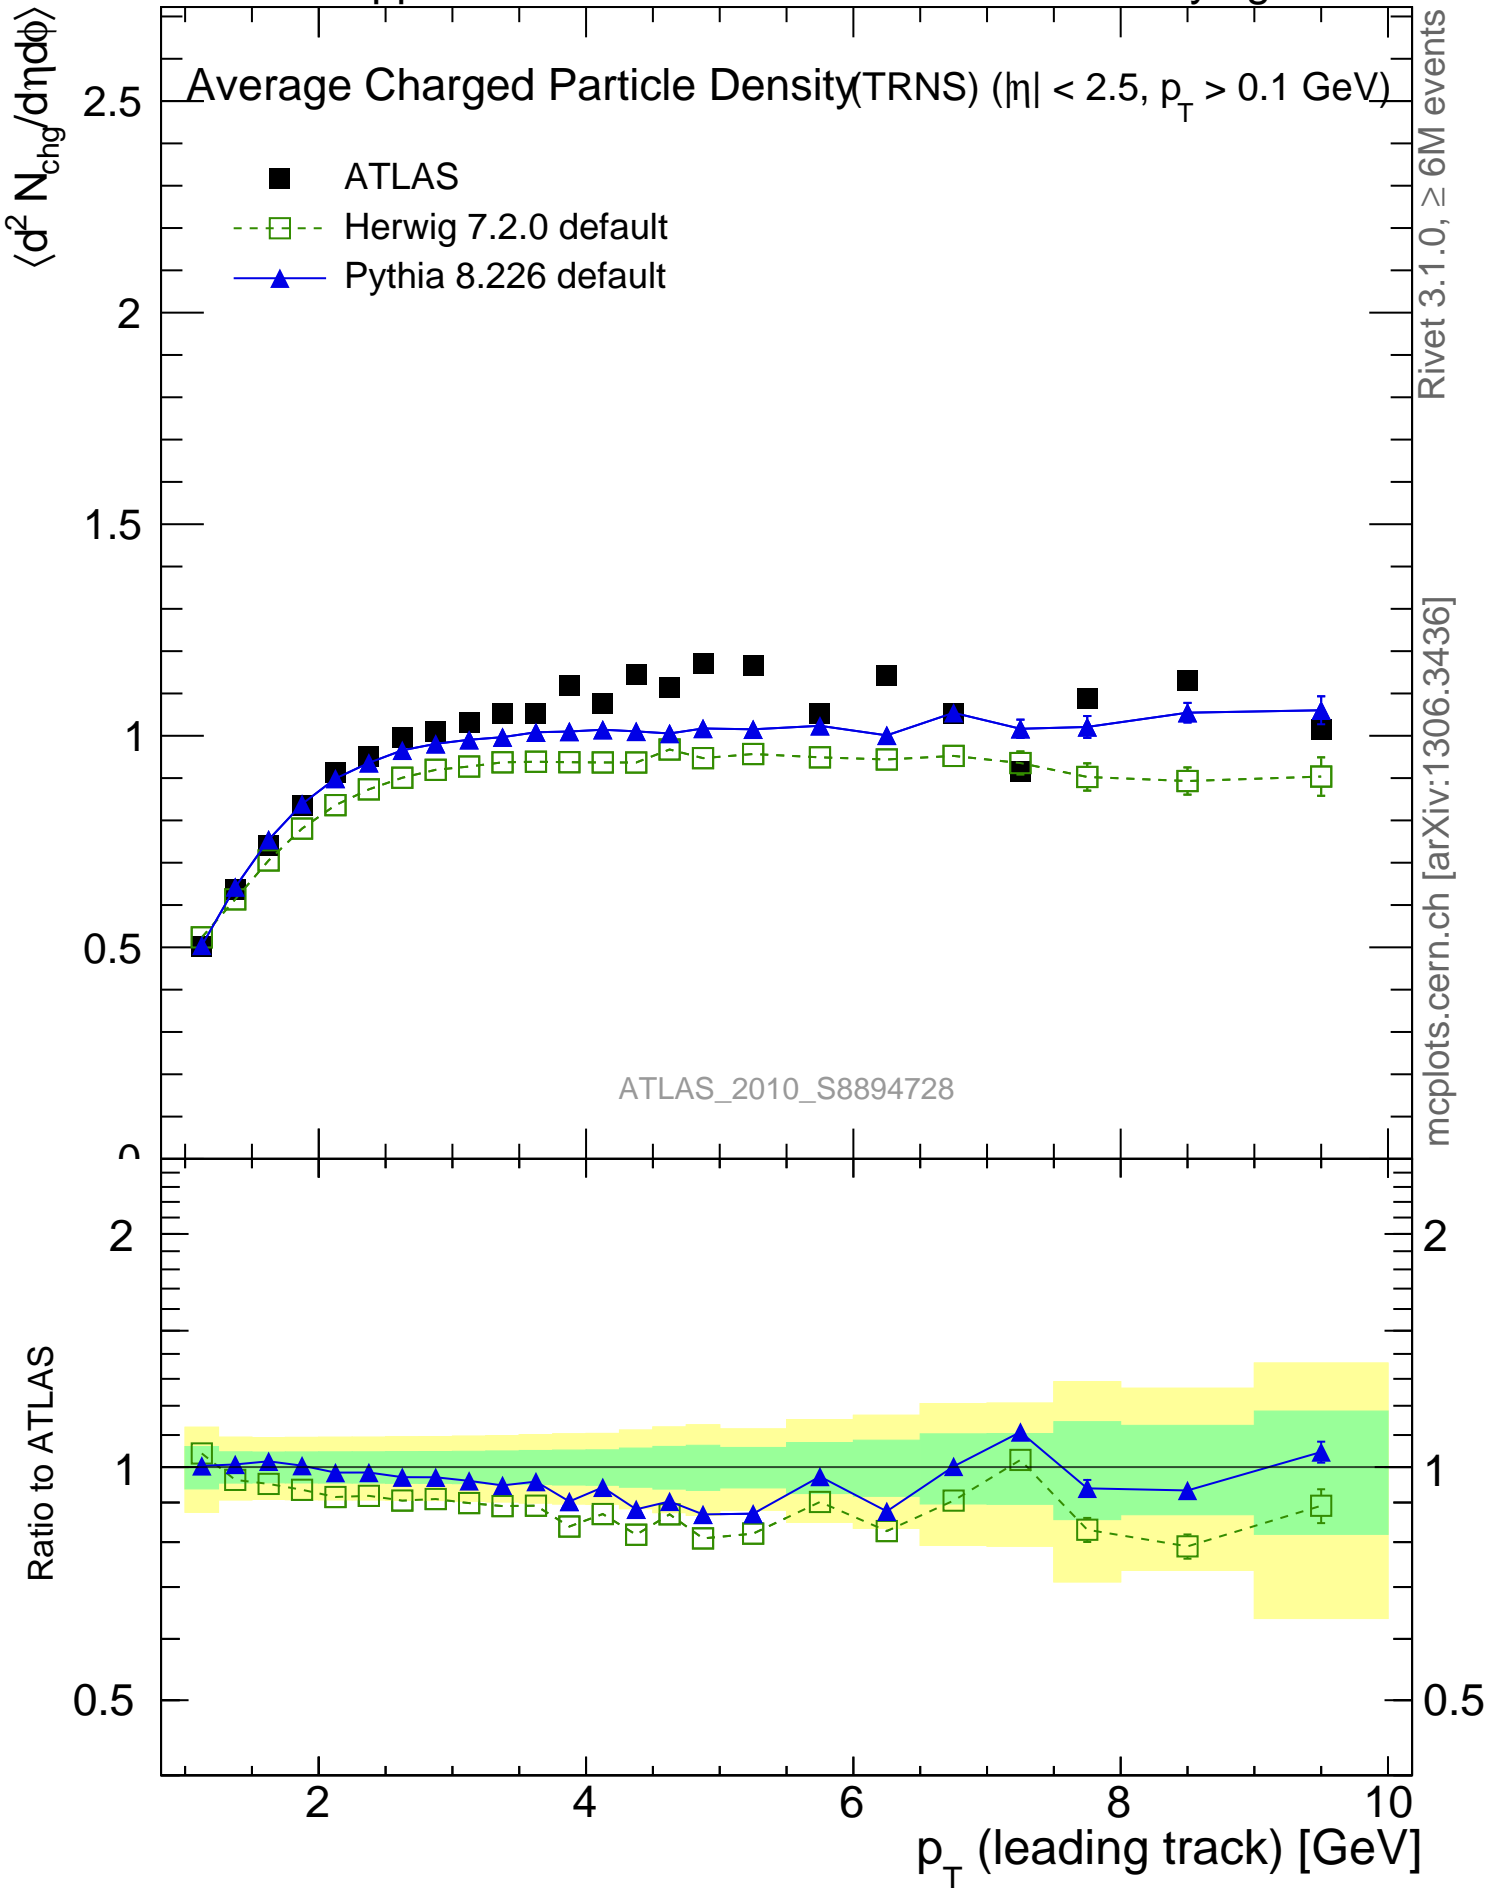 Average Charged Particle Density(TRNS) (|η| < 2.5, p_T > 0.1 GeV)
⟨d² N_chg/dηdϕ⟩
ATLAS
Herwig 7.2.0 default
Pythia 8.226 default
2.5
2
1.5
1
0.5
0
ATLAS_2010_S8894728
Rivet 3.1.0, ≥ 6M events
mcplots.cern.ch [arXiv:1306.3436]
Ratio to ATLAS
2
1
0.5
2
1
0.5
2 4 6 8 10
p_T (leading track) [GeV]